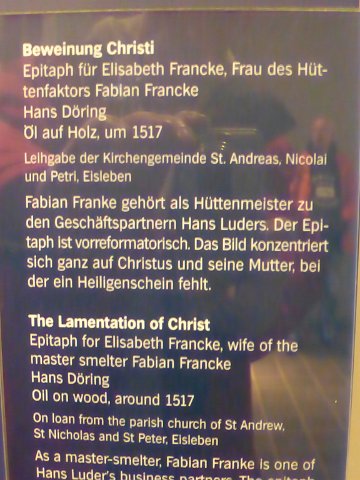 Beweinung Christi
Epitaph für Elisabeth Francke, Frau des Hüt-
tenfaktors Fabian Francke
Hans Döring
Öl auf Holz, um 1517
Leihgabe der Kirchengemeinde St. Andreas, Nicolai
und Petri, Eisleben
Fabian Franke gehört als Hüttenmeister zu
den Geschäftspartnern Hans Luders. Der Epi-
taph ist vorreformatorisch. Das Bild konzentriert
sich ganz auf Christus und seine Mutter, bei
der ein Heiligenschein fehlt.
The Lamentation of Christ
Epitaph for Elisabeth Francke, wife of the
master smelter Fabian Francke
Hans Döring
Oil on wood, around 1517
On loan from the parish church of St Andrew,
St Nicholas and St Peter, Eisleben
As a master-smelter, Fabian Franke is one of
Hans Luder's business partners. The epitaph